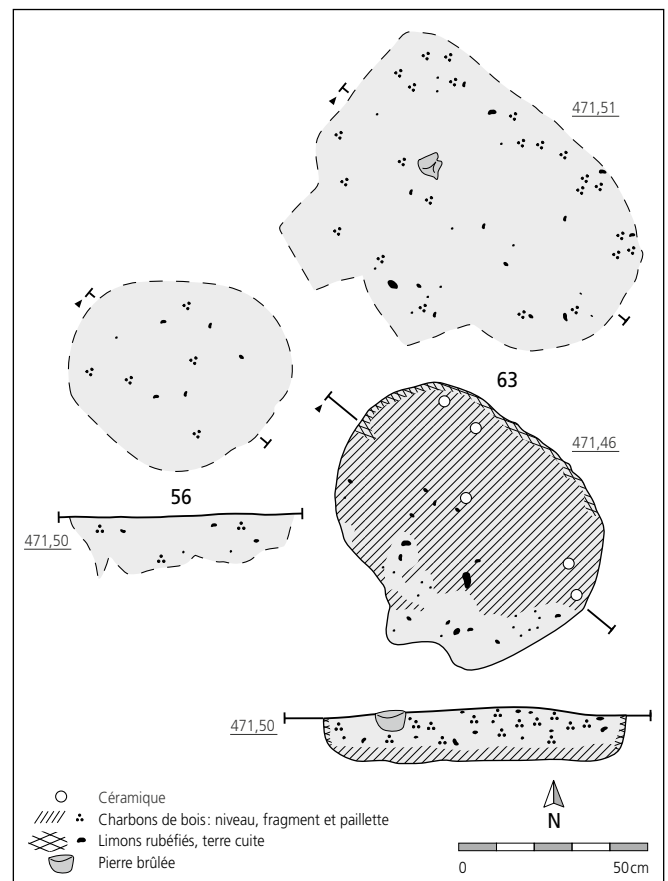 471,51
63
471,46
56
471,50
471,50
Céramique
Charbons de bois: niveau, fragment et paillette
Limons rubéfiés, terre cuite
Pierre brûlée
N
0 50cm